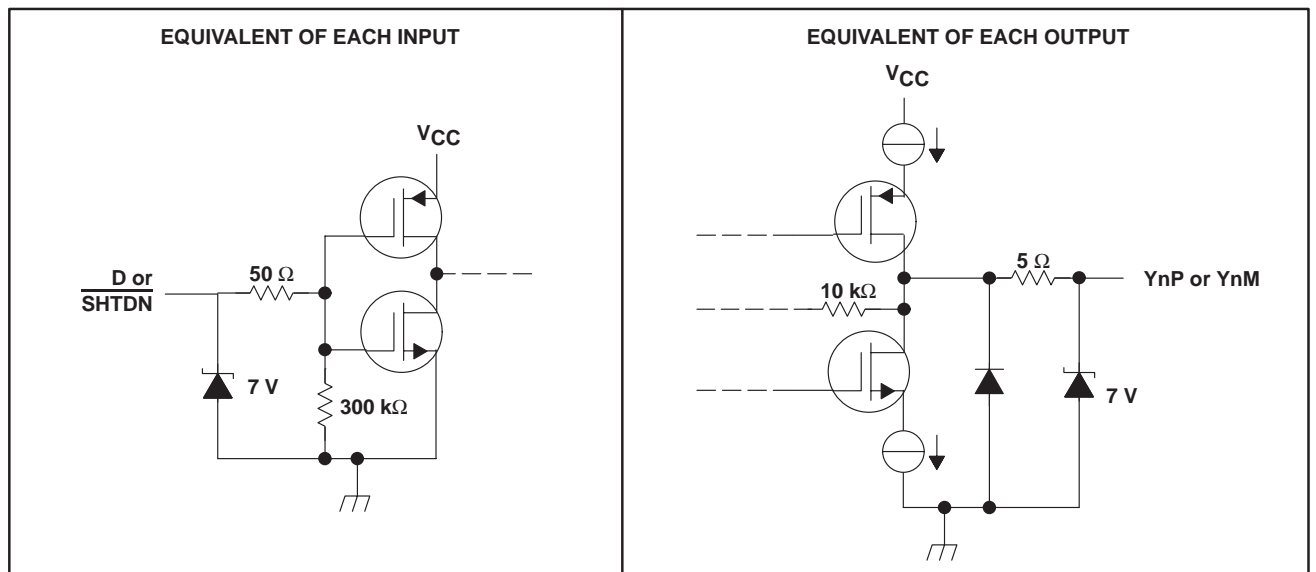 EQUIVALENT OF EACH INPUT
VCC
D or
SHTDN
50 Ω
7 V
300 kΩ
EQUIVALENT OF EACH OUTPUT
VCC
5 Ω
YnP or YnM
10 kΩ
7 V